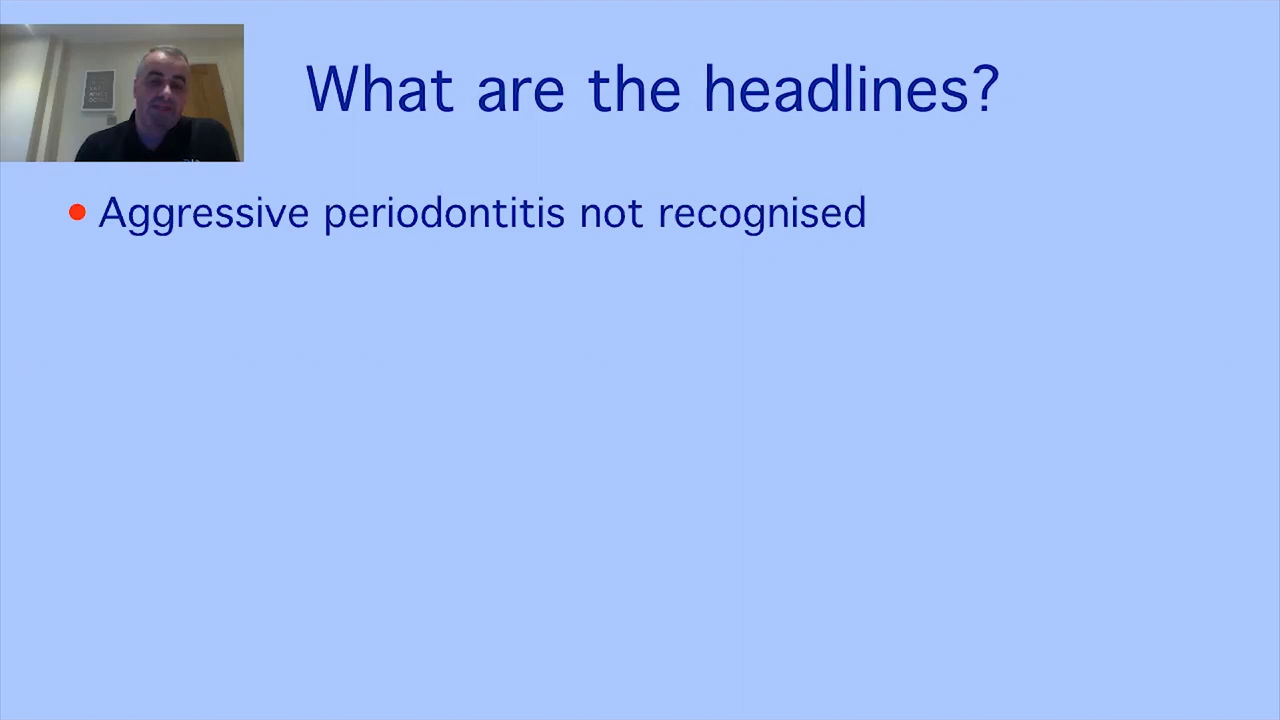 What are the headlines?
Aggressive periodontitis not recognised